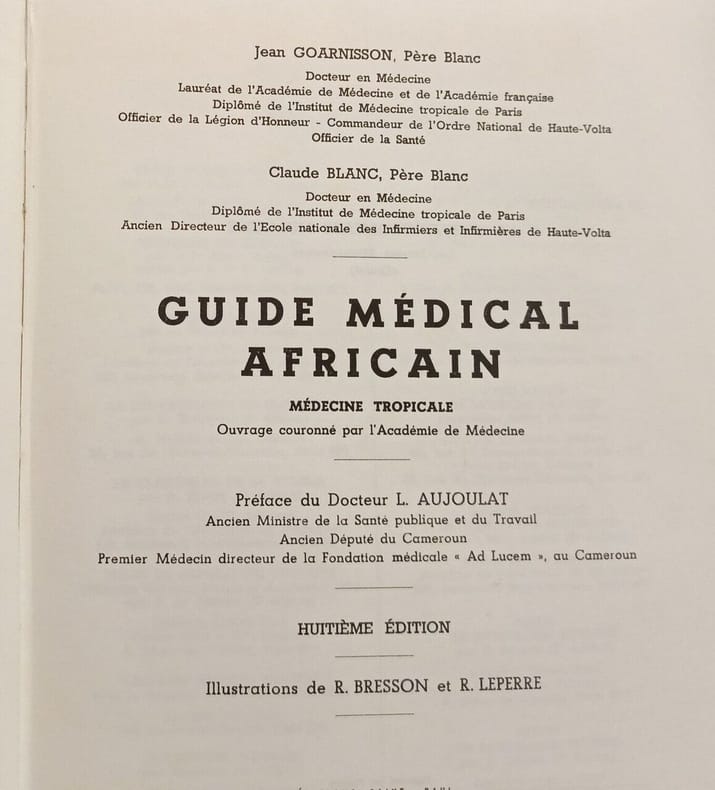 Jean GOARNISSON, Père Blanc
Docteur en Médecine
Lauréat de l'Académie de Médecine et de l'Académie française
Diplômé de l'Institut de Médecine tropicale de Paris
Officier de la Légion d'Honneur - Commandeur de l'Ordre National de Haute-Volta
Officier de la Santé
Claude BLANC, Père Blanc
Docteur en Médecine
Diplômé de l'Institut de Médecine tropicale de Paris
Ancien Directeur de l'Ecole nationale des Infirmiers et Infirmières de Haute-Volta
GUIDE MÉDICAL
AFRICAIN
MÉDECINE TROPICALE
Ouvrage couronné par l'Académie de Médecine
Préface du Docteur L. AUJOULAT
Ancien Ministre de la Santé publique et du Travail
Ancien Député du Cameroun
Premier Médecin directeur de la Fondation médicale « Ad Lucem », au Cameroun
HUITIÈME ÉDITION
Illustrations de R. BRESSON et R. LEPERRE